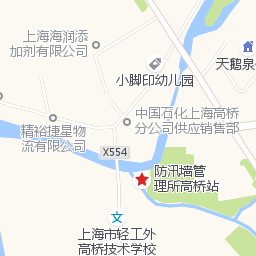 上海海润添
加剂有限公司
小脚印幼儿园
天鹅泉
中国石化上海高桥
分公司供应销售部
精裕捷星物
流有限公司
X554
防汛墙管
理所高桥站
上海市轻工外
高桥技术学校